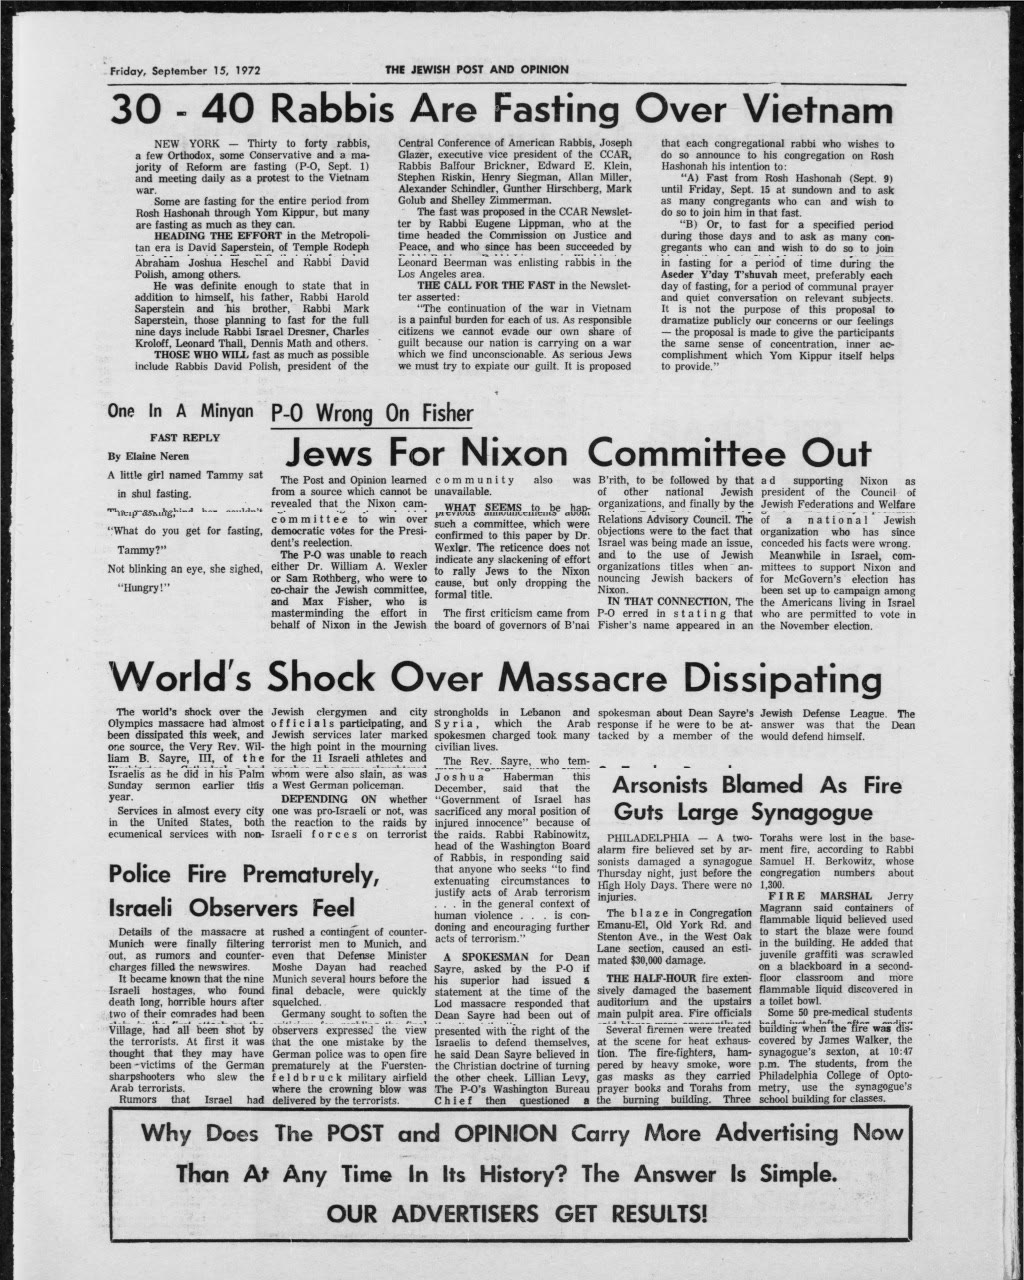 Friday, September 15, 1972
THE JEWISH POST AND OPINION
30 - 40 Rabbis Are Fasting Over Vietnam
NEW YORK — Thirty to forty rabbis,
a few Orthodox, some Conservative and a ma-
jority of Reform are fasting (P-O, Sept. 1)
and meeting daily as a protest to the Vietnam
war.
Some are fasting for the entire period from
Rosh Hashonah through Yom Kippur, but many
are fasting as much as they can.
HEADING THE EFFORT in the Metropoli-
tan era is David Saperstein, of Temple Rodeph
Abraham Joshua Heschel and Rabbi David
Polish, among others.
He was definite enough to state that in
addition to himself, his father, Rabbi Harold
Saperstein and his brother, Rabbi Mark
Saperstein, those planning to fast for the full
nine days include Rabbi Israel Dresner, Charles
Kroloff, Leonard Thall, Dennis Math and others.
THOSE WHO WILL fast as much as possible
include Rabbis David Polish, president of the
Central Conference of American Rabbis, Joseph
Glazer, executive vice president of the CCAR,
Rabbis Balfour Brickner, Edward E. Klein,
Stephen Riskin, Henry Siegman, Allan Miller,
Alexander Schindler, Gunther Hirschberg, Mark
Golub and Shelley Zimmerman.
The fast was proposed in the CCAR Newslet-
ter by Rabbi Eugene Lippman, who at the
time headed the Commission on Justice and
Peace, and who since has been succeeded by
Leonard Beerman was enlisting rabbis in the
Los Angeles area.
THE CALL FOR THE FAST in the Newslet-
ter asserted:
"The continuation of the war in Vietnam
is a painful burden for each of us. As responsible
citizens we cannot evade our own share of
guilt because our nation is carrying on a war
which we find unconscionable. As serious Jews
we must try to expiate our guilt. It is proposed
that each congregational rabbi who wishes to
do so announce to his congregation on Rosh
Hashonah his intention to:
"A) Fast from Rosh Hashonah (Sept. 9)
until Friday, Sept. 15 at sundown and to ask
as many congregants who can and wish to
do so to join him in that fast.
"B) Or, to fast for a specified period
during those days and to ask as many con-
gregants who can and wish to do so to join
in fasting for a period of time during the
Aseder Y'day T'shuvah meet, preferably each
day of fasting, for a period of communal prayer
and quiet conversation on relevant subjects.
It is not the purpose of this proposal to
dramatize publicly our concerns or our feelings
— the proposal is made to give the participants
the same sense of concentration, inner ac-
complishment which Yom Kippur itself helps
to provide."
One In A Minyan
FAST REPLY
By Elaine Neren
A little girl named Tammy sat
in shul fasting.
"What do you get for fasting,
Tammy?"
Not blinking an eye, she sighed,
"Hungry!"
P-O Wrong On Fisher
Jews For Nixon Committee Out
The Post and Opinion learned
from a source which cannot be
revealed that the Nixon cam-
committee to win over
democratic votes for the Presi-
dent's reelection.
The P-O was unable to reach
either Dr. William A. Wexler
or Sam Rothberg, who were to
co-chair the Jewish committee,
and Max Fisher, who is
masterminding the effort in
behalf of Nixon in the Jewish
community also was
unavailable.
WHAT SEEMS to be hap-
previous announcements about
such a committee, which were
confirmed to this paper by Dr.
Wexlgr. The reticence does not
indicate any slackening of effort
to rally Jews to the Nixon
cause, but only dropping the
formal title.
The first criticism came from
the board of governors of B'nai
B'rith, to be followed by that
of other national Jewish
organizations, and finally by the
Relations Advisory Council. The
objections were to the fact that
Israel was being made an issue,
and to the use of Jewish
organizations titles when an-
nouncing Jewish backers of
Nixon.
IN THAT CONNECTION, The
P-O erred in stating that
Fisher's name appeared in an
ad supporting Nixon as
president of the Council of
Jewish Federations and Welfare
of a national Jewish
organization who has since
conceded his facts were wrong.
Meanwhile in Israel, com-
mittees to support Nixon and
for McGovern's election has
been set up to campaign among
the Americans living in Israel
who are permitted to vote in
the November election.
World's Shock Over Massacre Dissipating
The world's shock over the
Olympics massacre had almost
been dissipated this week, and
one source, the Very Rev. Wil-
liam B. Sayre, III, of the
Israelis as he did in his Palm
Sunday sermon earlier this
year.
Services in almost every city
in the United States, both
ecumenical services with non-
Jewish clergymen and city
officials participating, and
Jewish services later marked
the high point in the mourning
for the 11 Israeli athletes and
whom were also slain, as was
a West German policeman.
DEPENDING ON whether
one was pro-Israeli or not, was
the reaction to the raids by
Israeli forces on terrorist
strongholds in Lebanon and
Syria, which the Arab
spokesmen charged took many
civilian lives.
The Rev. Sayre, who tem-
Joshua Haberman this
December, said that the
"Government of Israel has
sacrificed any moral position of
injured innocence" because of
the raids. Rabbi Rabinowitz,
head of the Washington Board
of Rabbis, in responding said
that anyone who seeks "to find
extenuating circumstances to
justify acts of Arab terrorism
. . . in the general context of
human violence . . . is con-
doning and encouraging further
acts of terrorism."
A SPOKESMAN for Dean
Sayre, asked by the P-O if
his superior had issued a
statement at the time of the
Lod massacre responded that
Dean Sayre had been out of
presented with the right of the
Israelis to defend themselves,
he said Dean Sayre believed in
the Christian doctrine of turning
the other cheek. Lillian Levy,
The P-O's Washington Bureau
Chief then questioned a
spokesman about Dean Sayre's
response if he were to be at-
tacked by a member of the
Jewish Defense League. The
answer was that the Dean
would defend himself.
Police Fire Prematurely,
Israeli Observers Feel
Details of the massacre at
Munich were finally filtering
out, as rumors and counter-
charges filled the newswires.
It became known that the nine
Israeli hostages, who found
death long, horrible hours after
two of their comrades had been
Village, had all been shot by
the terrorists. At first it was
thought that they may have
been victims of the German
sharpshooters who slew the
Arab terrorists.
Rumors that Israel had
rushed a contingent of counter-
terrorist men to Munich, and
even that Defense Minister
Moshe Dayan had reached
Munich several hours before the
final debacle, were quickly
squelched.
Germany sought to soften the
observers expressed the view
that the one mistake by the
German police was to open fire
prematurely at the Fuersten-
feldbruck military airfield
where the crowning blow was
delivered by the terrorists.
Arsonists Blamed As Fire
Guts Large Synagogue
PHILADELPHIA — A two-
alarm fire believed set by ar-
sonists damaged a synagogue
Thursday night, just before the
High Holy Days. There were no
injuries.
The blaze in Congregation
Emanu-El, Old York Rd. and
Stenton Ave., in the West Oak
Lane section, caused an esti-
mated $30,000 damage.
THE HALF-HOUR fire exten-
sively damaged the basement
auditorium and the upstairs
main pulpit area. Fire officials
Several firemen were treated
at the scene for heat exhaus-
tion. The fire-fighters, ham-
pered by heavy smoke, wore
gas masks as they carried
prayer books and Torahs from
the burning building. Three
Torahs were lost in the base-
ment fire, according to Rabbi
Samuel H. Berkowitz, whose
congregation numbers about
1,300.
FIRE MARSHAL Jerry
Magrann said containers of
flammable liquid believed used
to start the blaze were found
in the building. He added that
juvenile graffiti was scrawled
on a blackboard in a second-
floor classroom and more
flammable liquid discovered in
a toilet bowl.
Some 50 pre-medical students
building when the fire was dis-
covered by James Walker, the
synagogue's sexton, at 10:47
p.m. The students, from the
Philadelphia College of Opto-
metry, use the synagogue's
school building for classes.
Why Does The POST and OPINION Carry More Advertising Now
Than At Any Time In Its History? The Answer Is Simple.
OUR ADVERTISERS GET RESULTS!